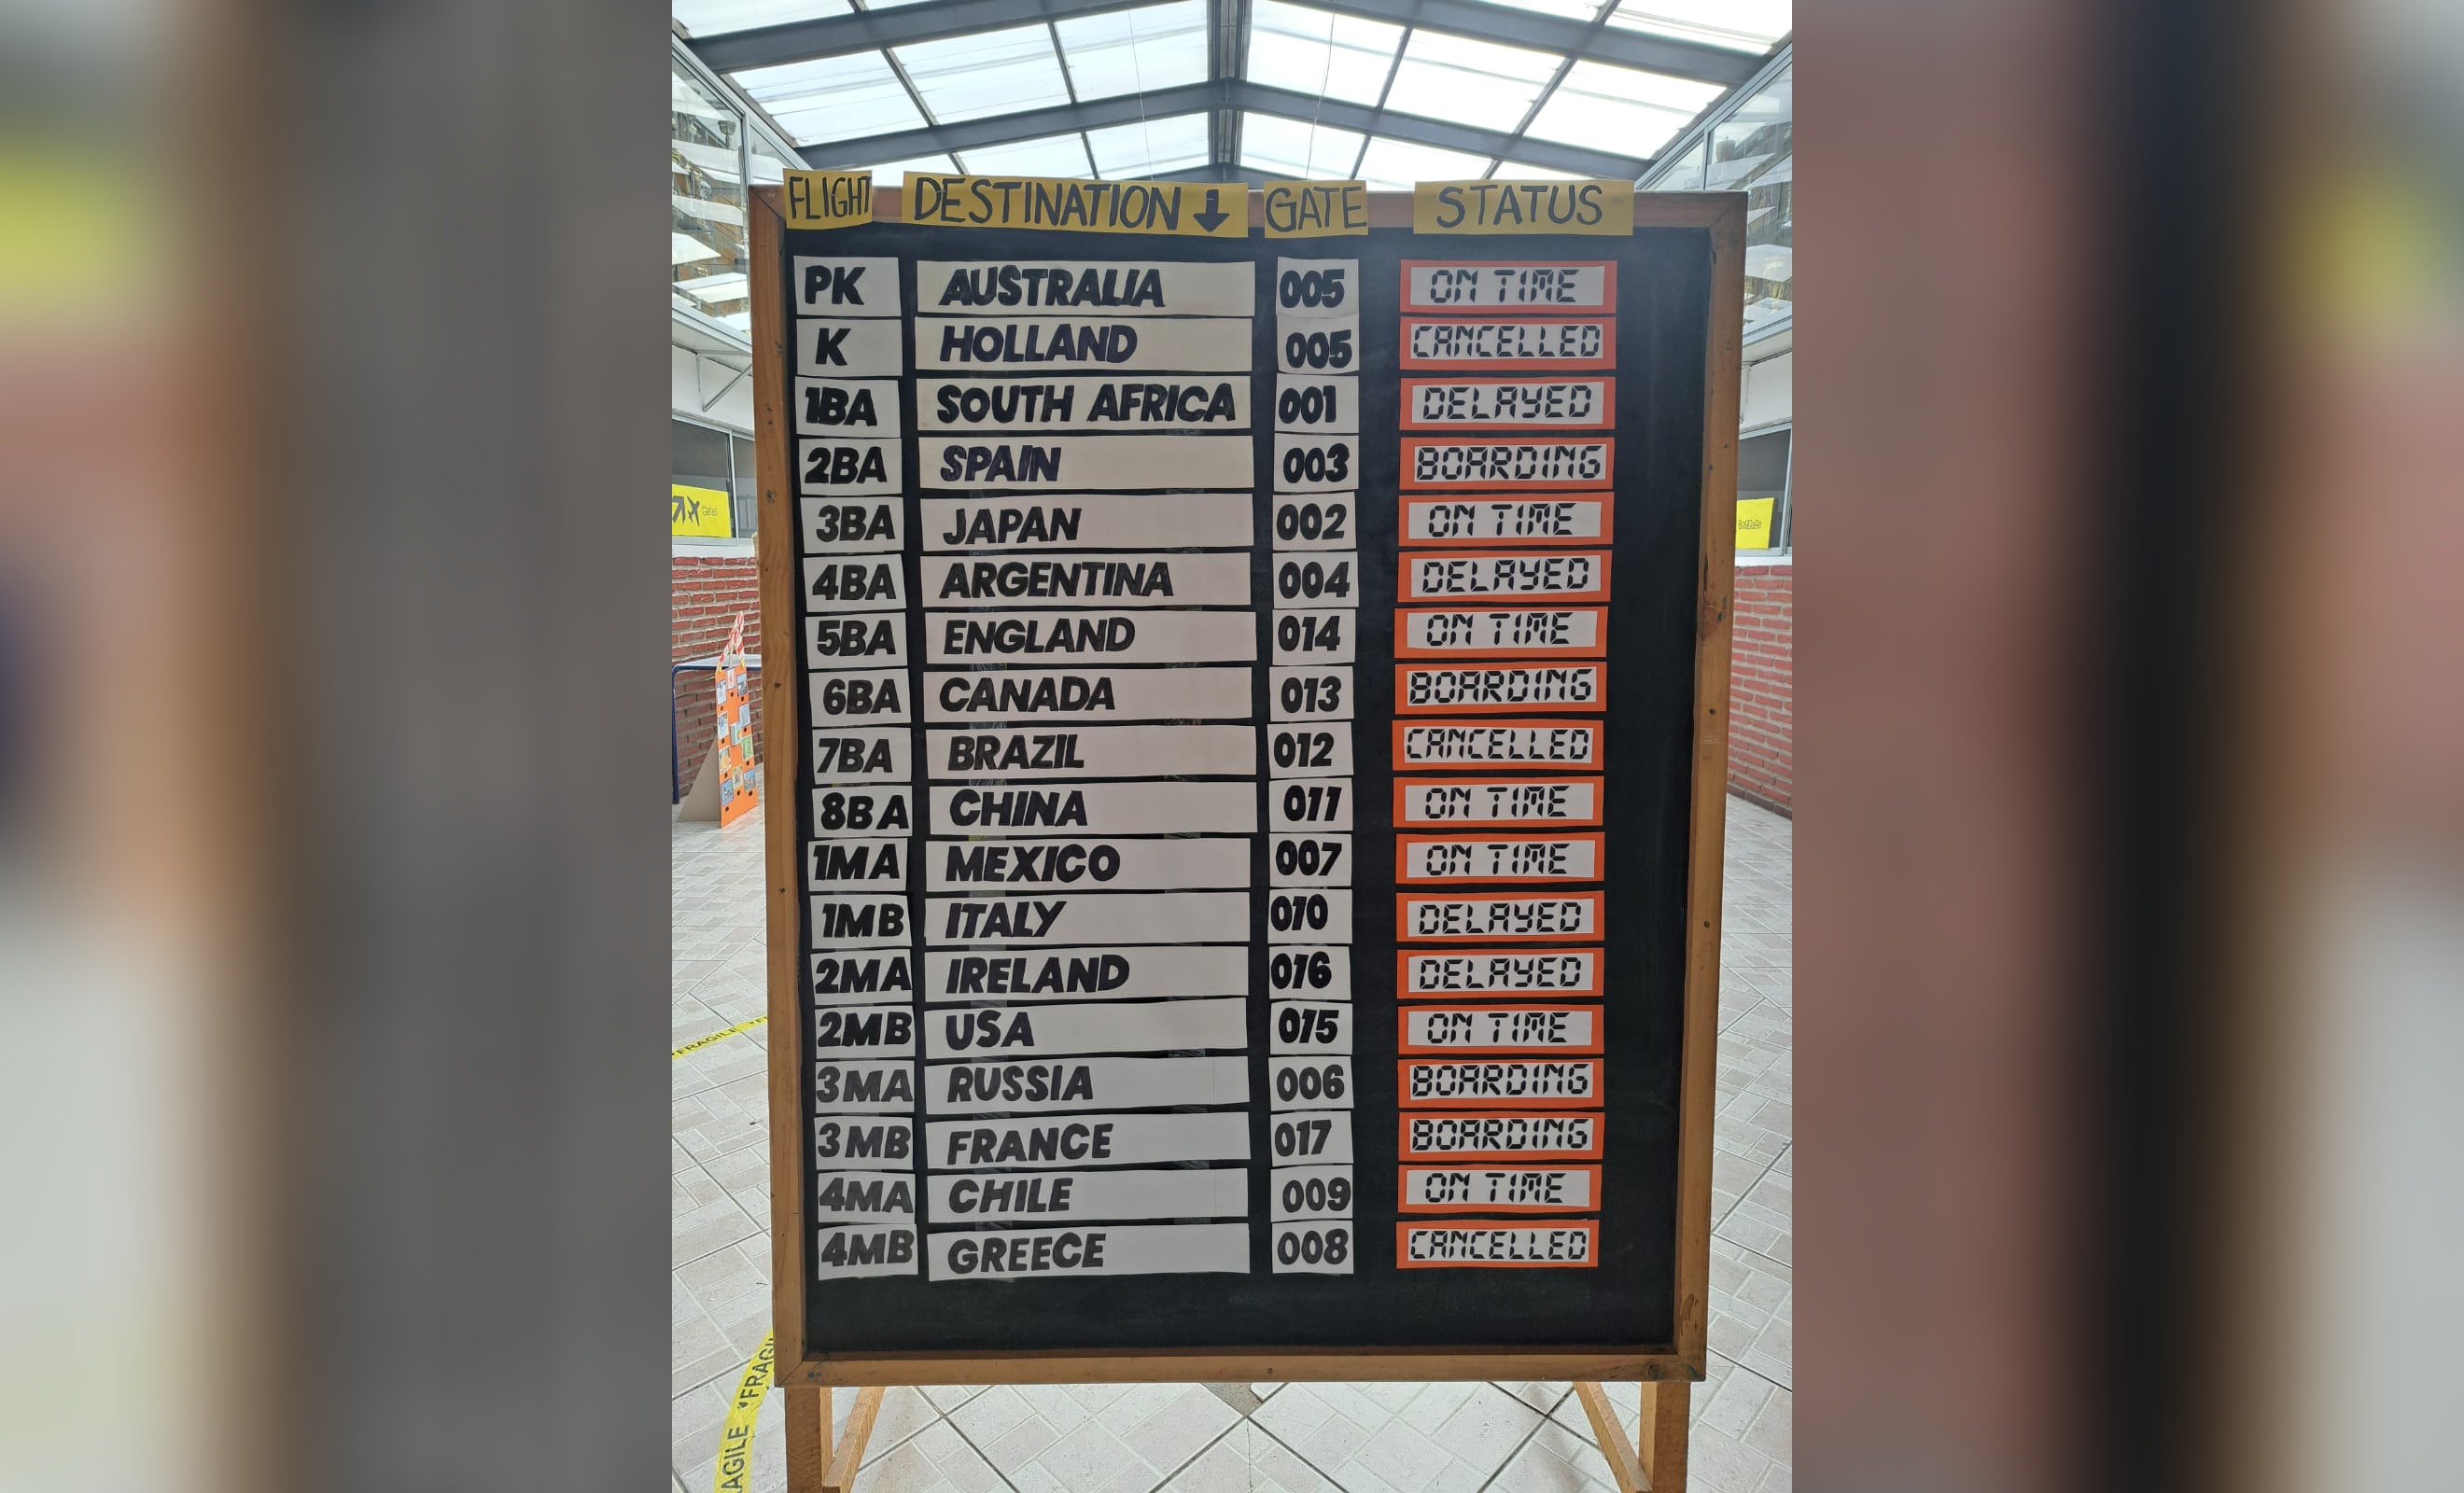 FLIGHT DESTINATION ↓ GATE STATUS
PK AUSTRALIA 005 ON TIME
K HOLLAND 005 CANCELLED
1BA SOUTH AFRICA 001 DELAYED
2BA SPAIN 003 BOARDING
3BA JAPAN 002 ON TIME
4BA ARGENTINA 004 DELAYED
5BA ENGLAND 014 ON TIME
6BA CANADA 013 BOARDING
7BA BRAZIL 012 CANCELLED
8BA CHINA 011 ON TIME
1MA MEXICO 007 ON TIME
1MB ITALY 010 DELAYED
2MA IRELAND 016 DELAYED
2MB USA 015 ON TIME
3MA RUSSIA 006 BOARDING
3MB FRANCE 017 BOARDING
4MA CHILE 009 ON TIME
4MB GREECE 008 CANCELLED
Gates
Baggage
FRAGILE
FRAGILE